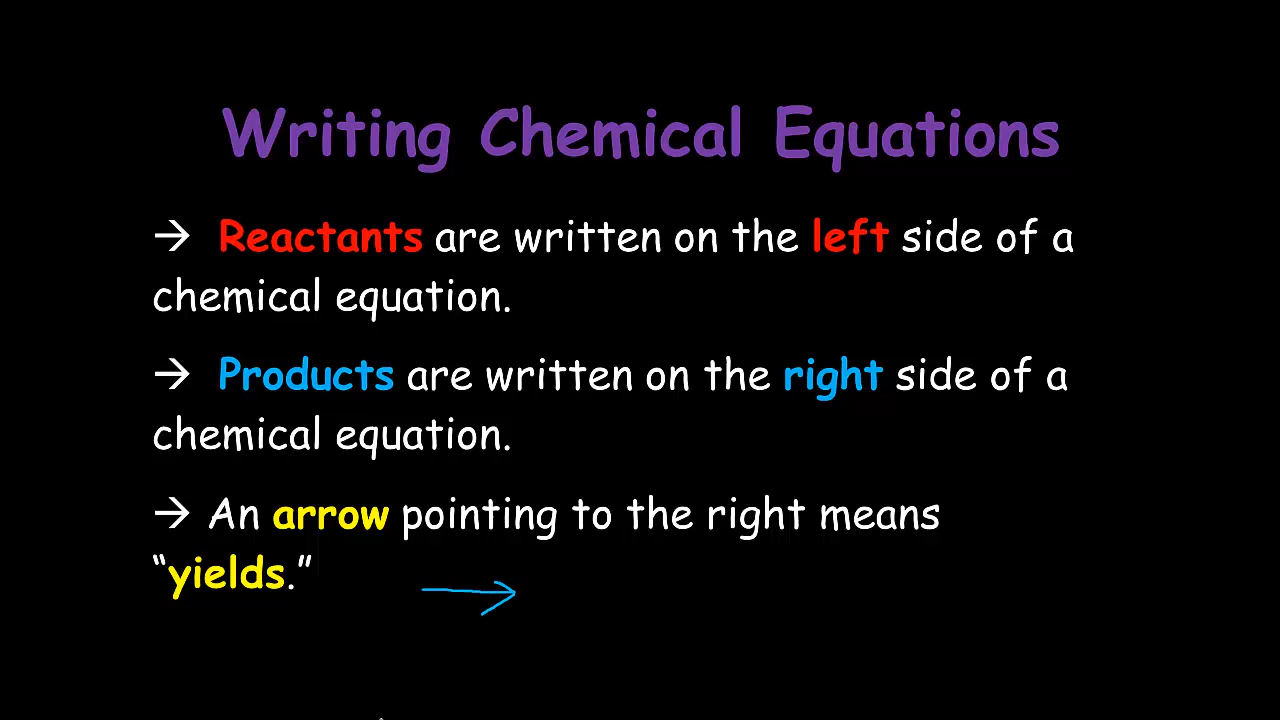 Writing Chemical Equations
→ Reactants are written on the left side of a
chemical equation.
→ Products are written on the right side of a
chemical equation.
→ An arrow pointing to the right means
“yields.”
→